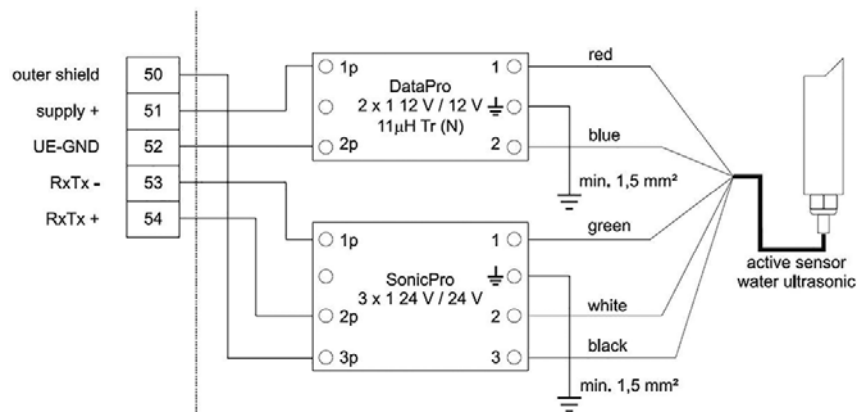 outer shield 50
supply + 51
UE-GND 52
RxTx - 53
RxTx + 54
1p 1
DataPro
2 x 1 12 V / 12 V
11μH Tr (N)
2p 2
red
blue
min. 1,5 mm²
1p 1
SonicPro
3 x 1 24 V / 24 V
2p 2
3p 3
green
white
black
min. 1,5 mm²
active sensor
water ultrasonic